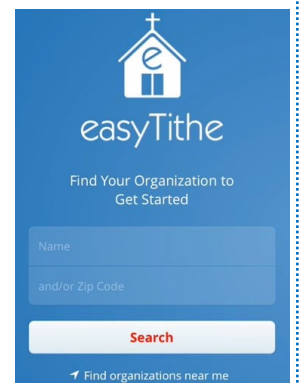 e
easyTithe
Find Your Organization to
Get Started
Name
and/or Zip Code
Search
Find organizations near me